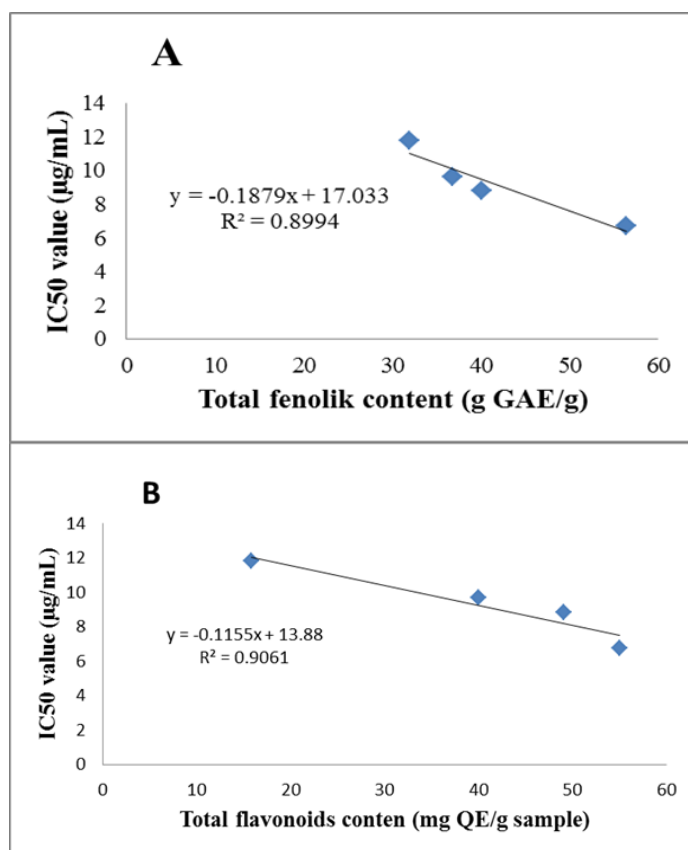 A
14
12
10
8
6
4
2
0
IC50 value (µg/mL)
y = -0.1879x + 17.033
R² = 0.8994
0 10 20 30 40 50 60
Total fenolik content (g GAE/g)
B
14
12
10
8
6
4
2
0
IC50 value (µg/mL)
y = -0.1155x + 13.88
R² = 0.9061
0 10 20 30 40 50 60
Total flavonoids conten (mg QE/g sample)